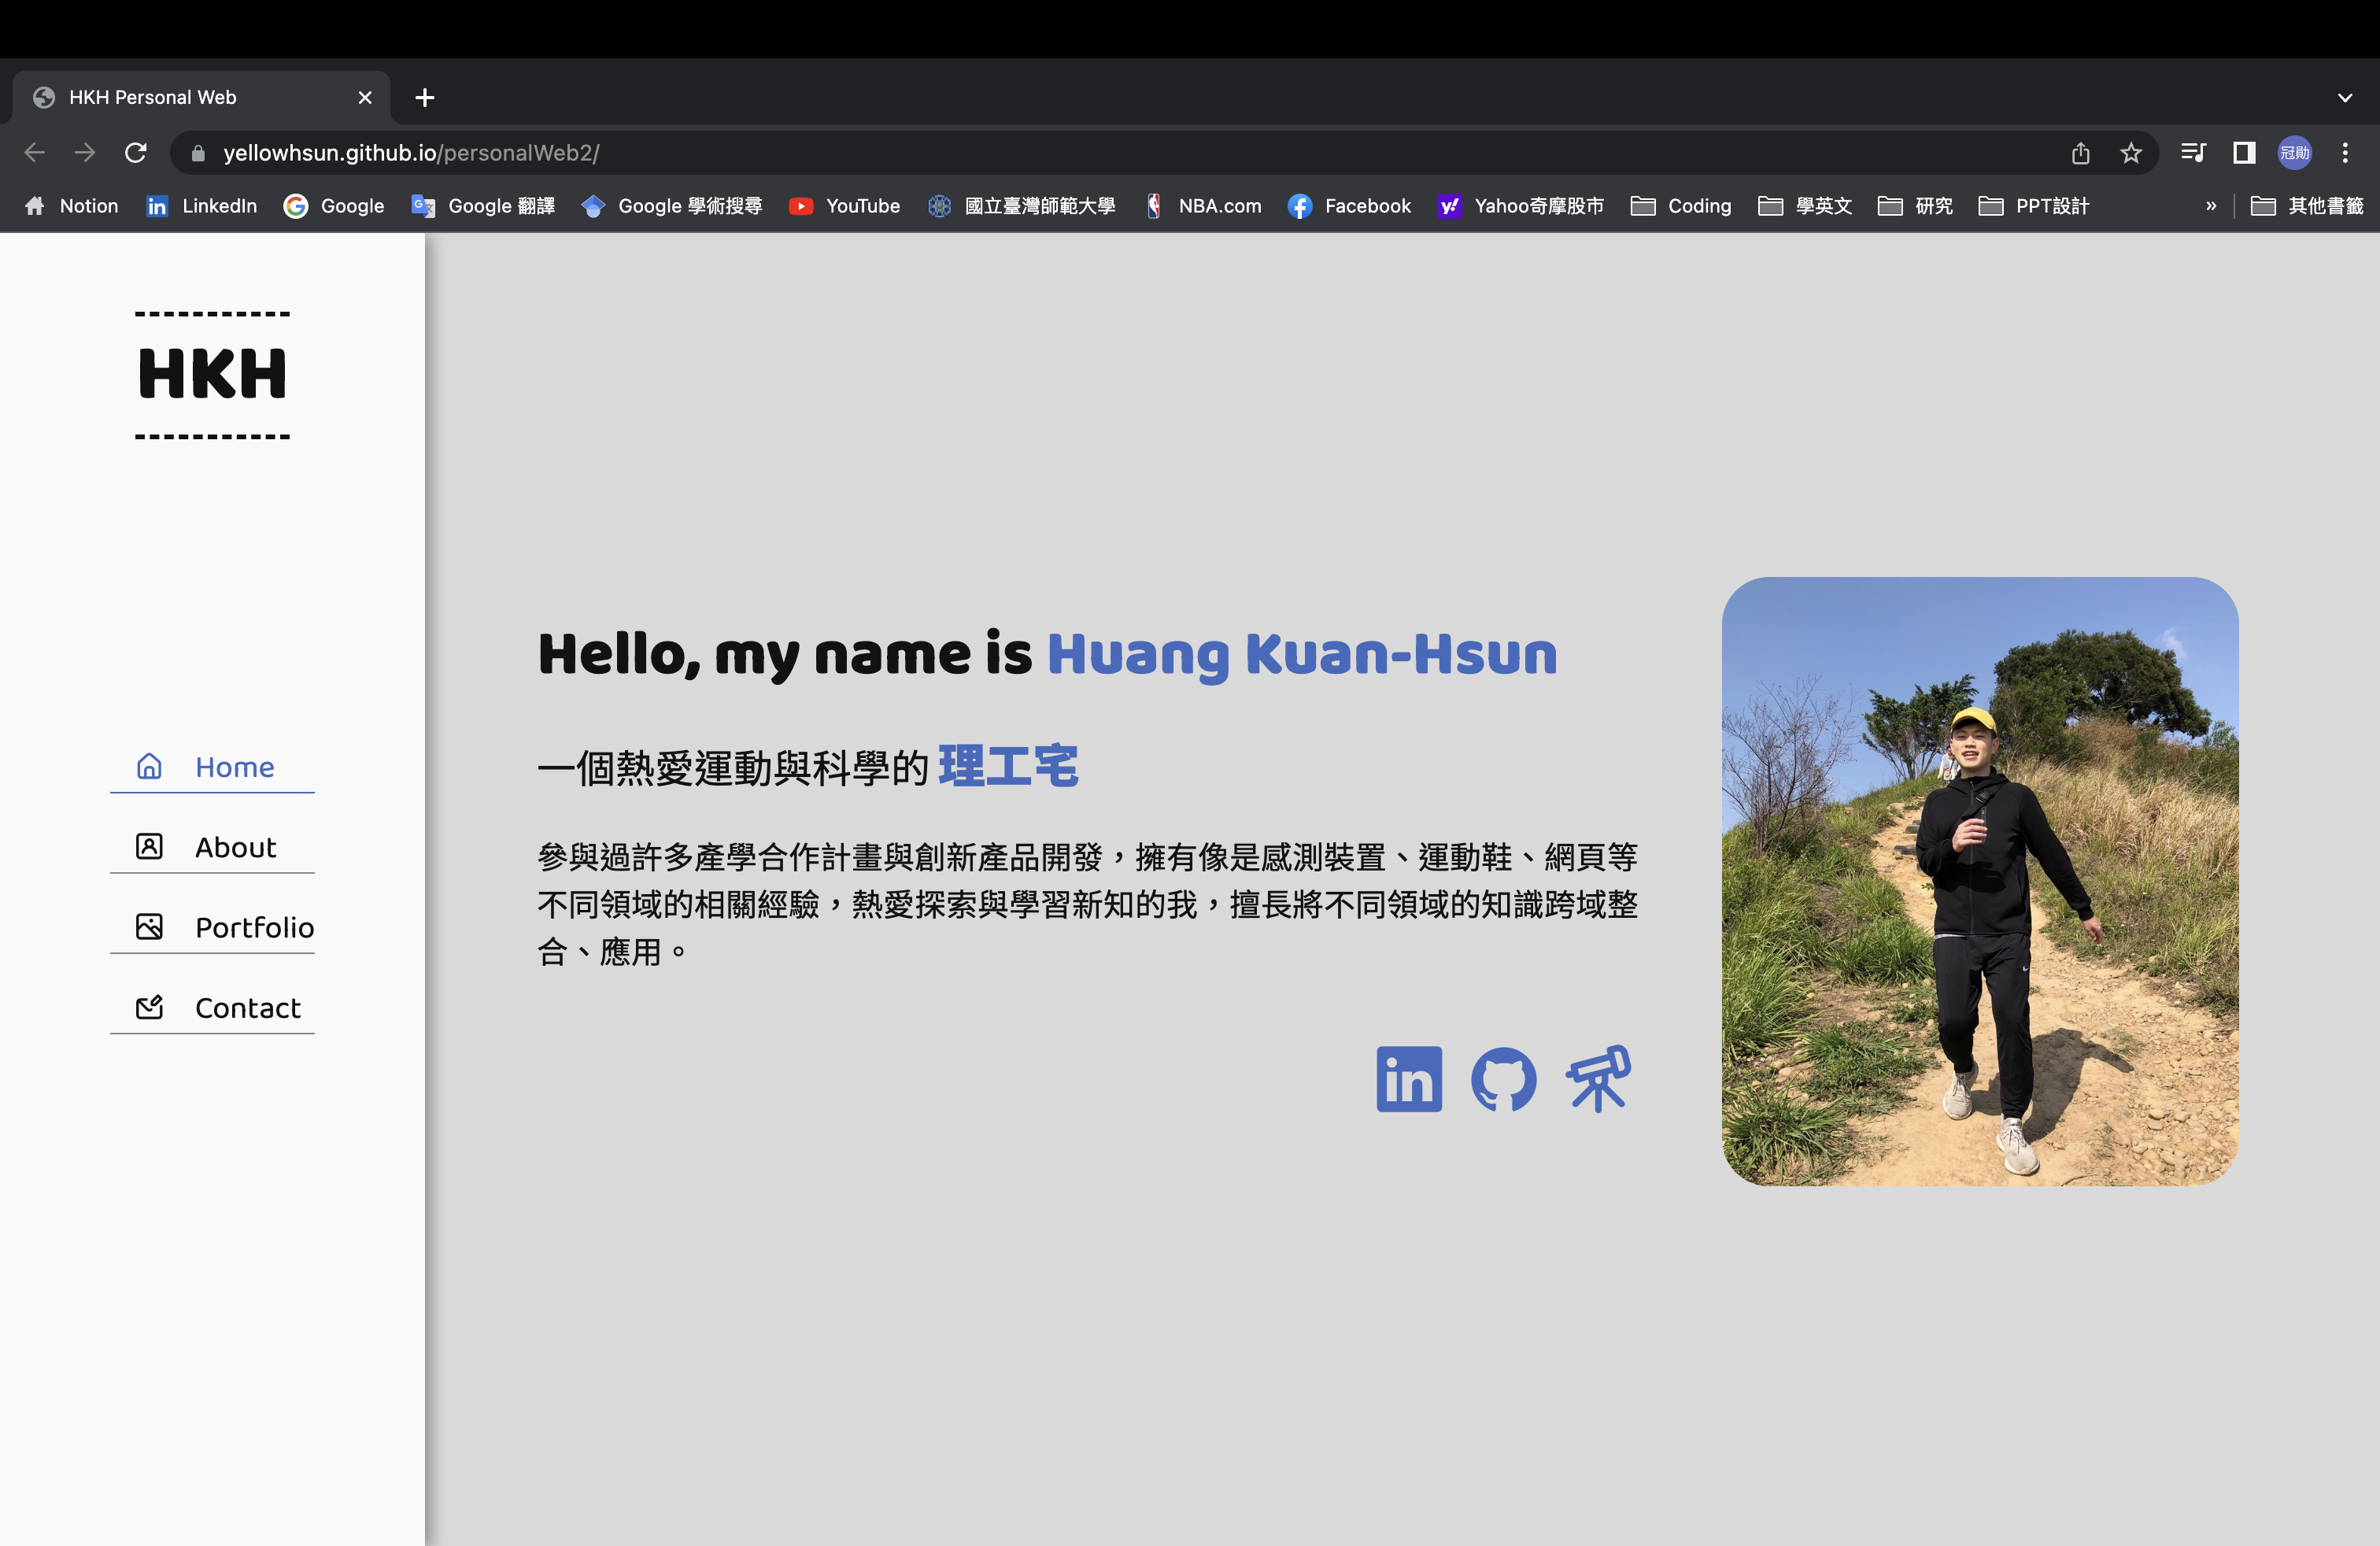 HKH Personal Web
yellowhsun.github.io/personalWeb2/
冠勛
Notion LinkedIn Google Google 翻譯 Google 學術搜尋 YouTube 國立臺灣師範大學 NBA.com Facebook Yahoo奇摩股市 Coding 學英文 研究 PPT設計 » 其他書籤
HKH
Home
About
Portfolio
Contact
Hello, my name is Huang Kuan-Hsun
一個熱愛運動與科學的 理工宅
參與過許多產學合作計畫與創新產品開發，擁有像是感測裝置、運動鞋、網頁等
不同領域的相關經驗，熱愛探索與學習新知的我，擅長將不同領域的知識跨域整
合、應用。
in